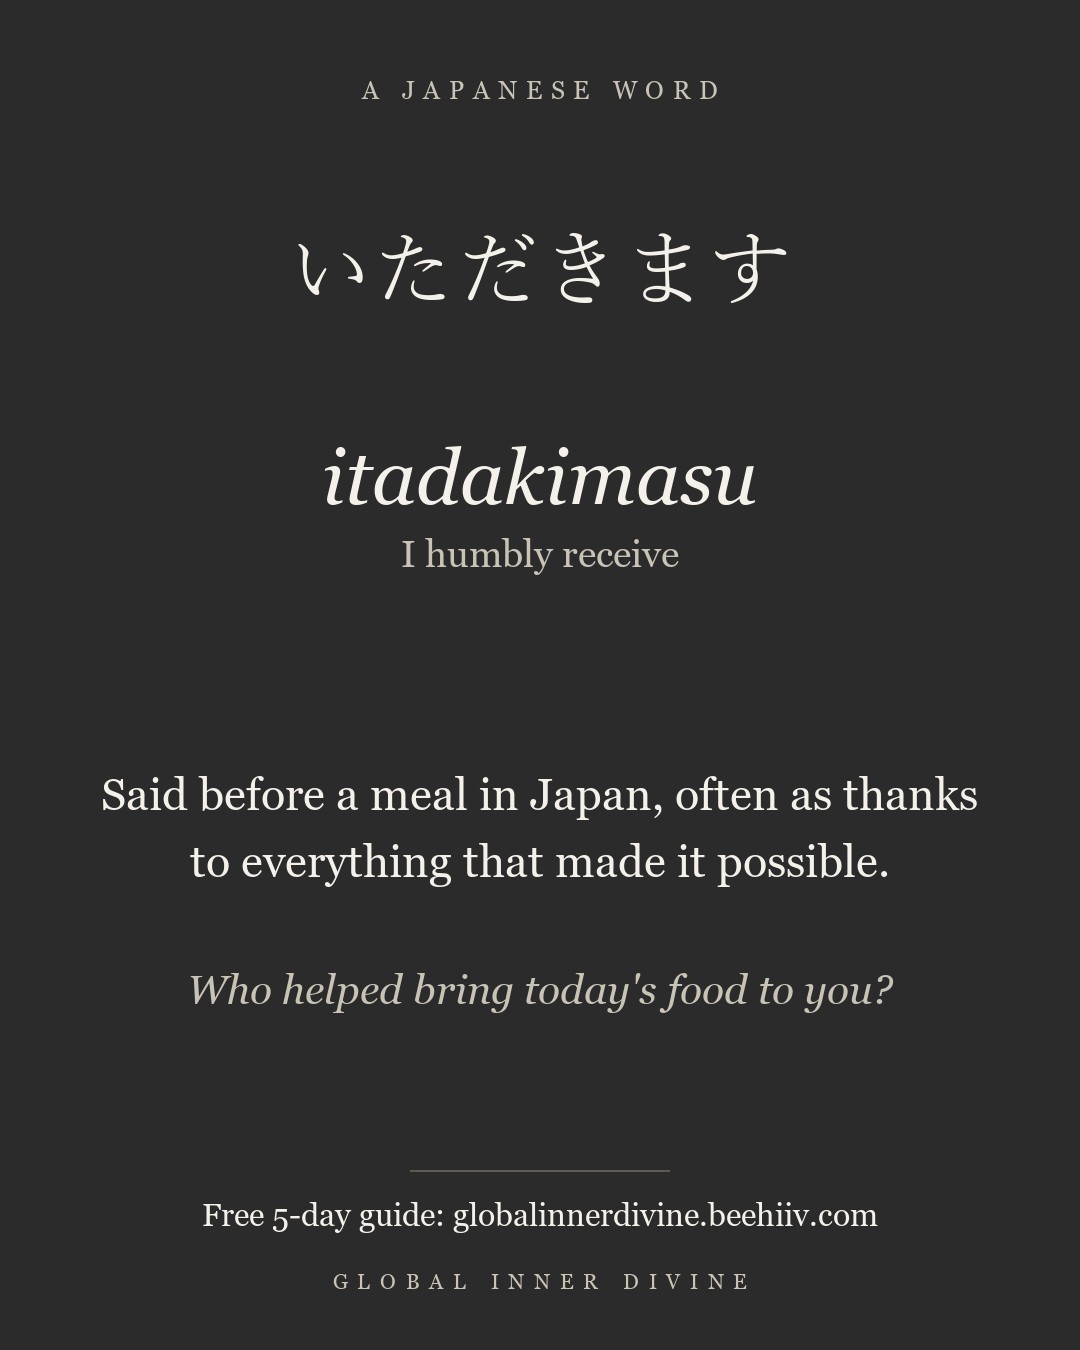 A JAPANESE WORD
いただきます
itadakimasu
I humbly receive
Said before a meal in Japan, often as thanks
to everything that made it possible.
Who helped bring today's food to you?
Free 5-day guide: globalinnerdivine.beehiiv.com
GLOBAL INNER DIVINE